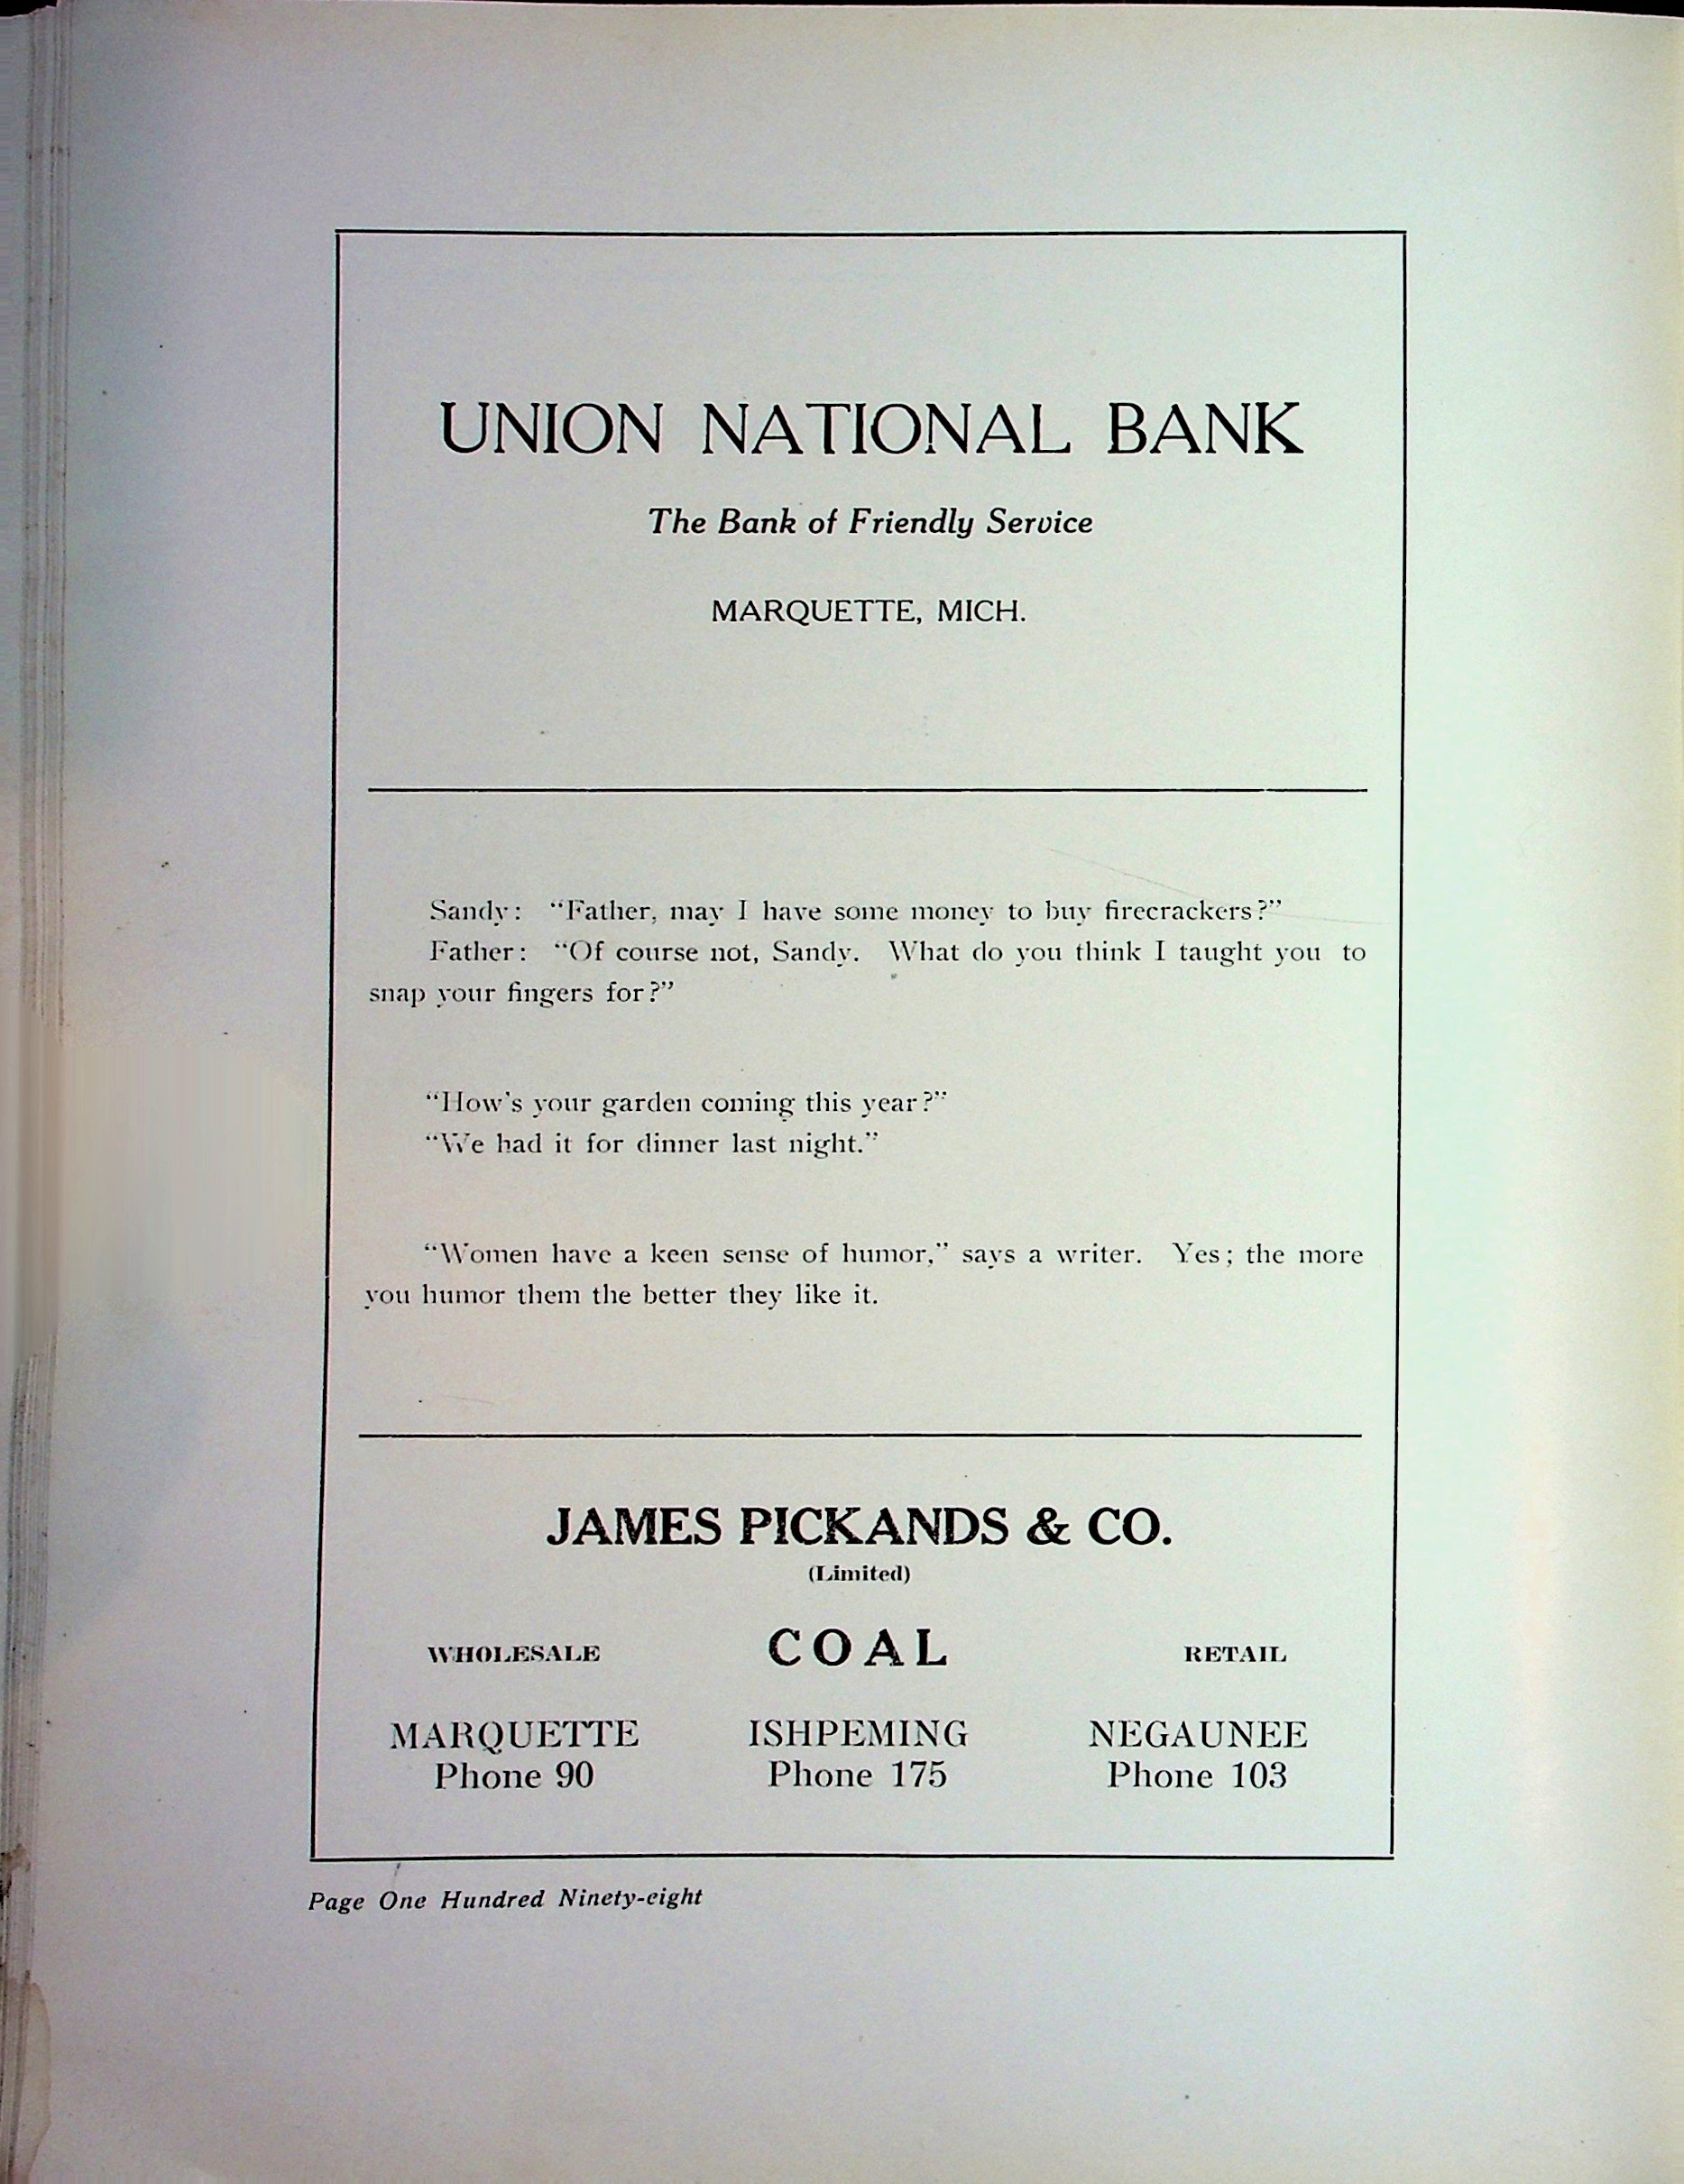 UNION NATIONAL BANK
The Bank of Friendly Service
MARQUETTE, MICH.
Sandy: “Father, may I have some money to buy firecrackers?”
Father: “Of course not, Sandy. What do you think I taught you to
snap your fingers for?”
“How’s your garden coming this year?”
“We had it for dinner last night.”
“Women have a keen sense of humor,” says a writer. Yes; the more
you humor them the better they like it.
JAMES PICKANDS & CO.
(Limited)
WHOLESALE COAL RETAIL
MARQUETTE ISHPEMING NEGAUNEE
Phone 90 Phone 175 Phone 103
Page One Hundred Ninety-eight